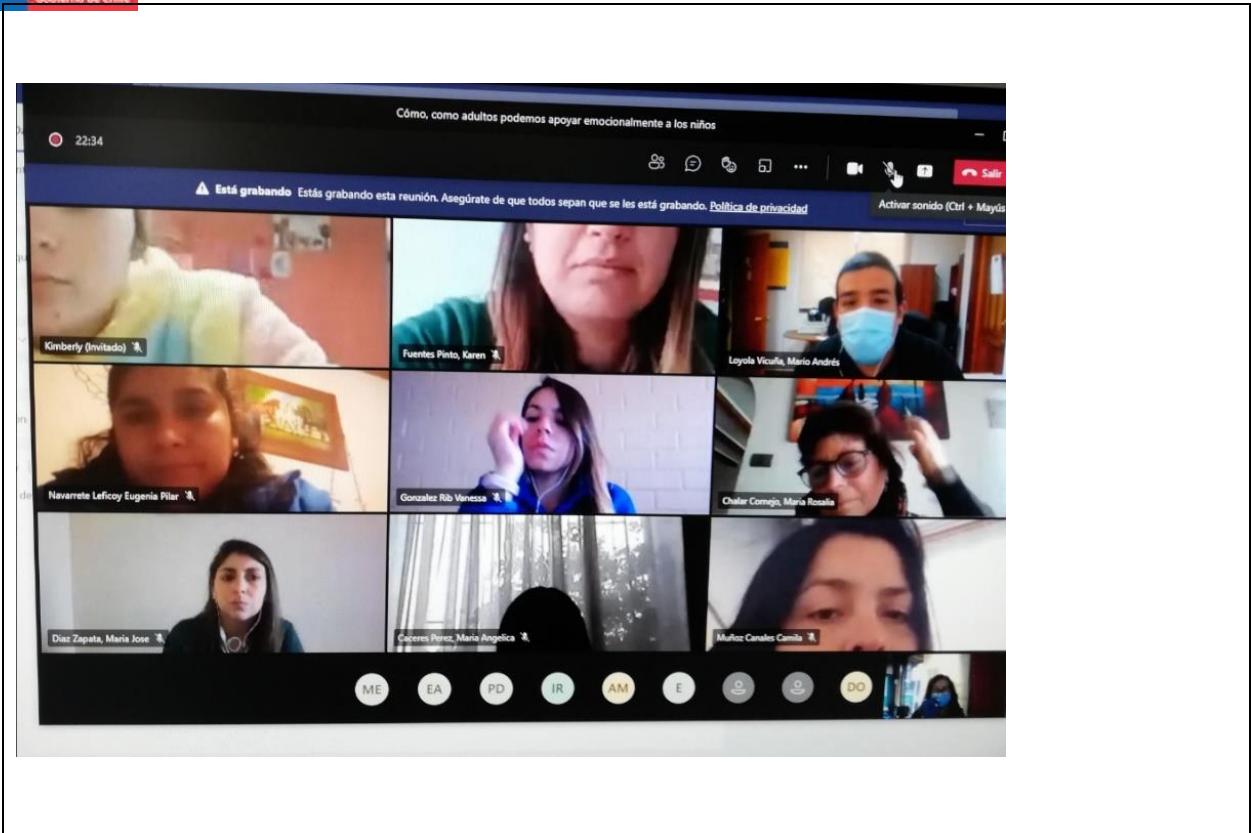 Gobierno de Chile
Cómo, como adultos podemos apoyar emocionalmente a los niños
22:34
Salir
Está grabando Estás grabando esta reunión. Asegúrate de que todos sepan que se les está grabando. Política de privacidad
Activar sonido (Ctrl + Mayús
Kimberly (Invitado)
Fuentes Pinto, Karen
Loyola Vicuña, Mario Andrés
Navarrete Leficoy Eugenia Pilar
Gonzalez Rib Vanessa
Chalar Cornejo, Maria Rosalia
Diaz Zapata, Maria Jose
Caceres Perez, Maria Angelica
Muñoz Canales Camila
ME
EA
PD
IR
AM
E
DO